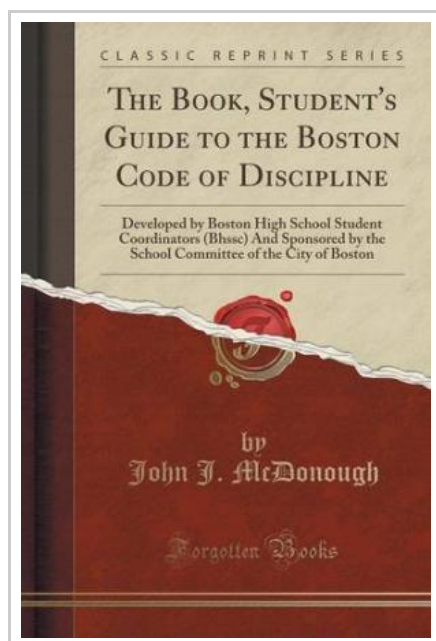 CLASSIC REPRINT SERIES
THE BOOK, STUDENT'S
GUIDE TO THE BOSTON
CODE OF DISCIPLINE
Developed by Boston High School Student
Coordinators (Bhssc) And Sponsored by the
School Committee of the City of Boston
F
by
John J. McDonough
Forgotten Books